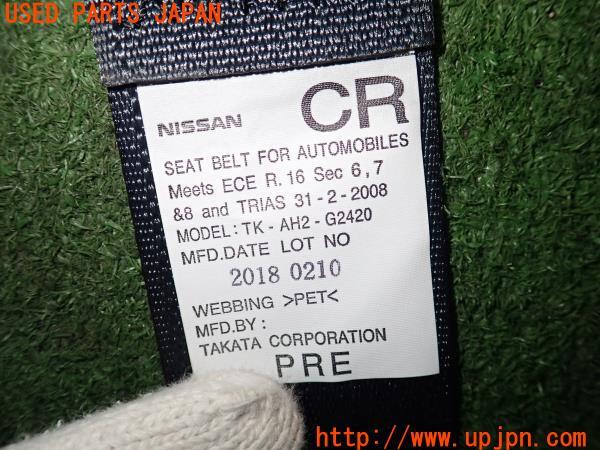 USED PARTS JAPAN
NISSAN CR
SEAT BELT FOR AUTOMOBILES
Meets ECE R.16 Sec 6,7
&8 and TRIAS 31-2-2008
MODEL:TK-AH2-G2420
MFD.DATE LOT NO
2018 0210
WEBBING >PET<
MFD.BY:
TAKATA CORPORATION
PRE
http://www.upjpn.com/